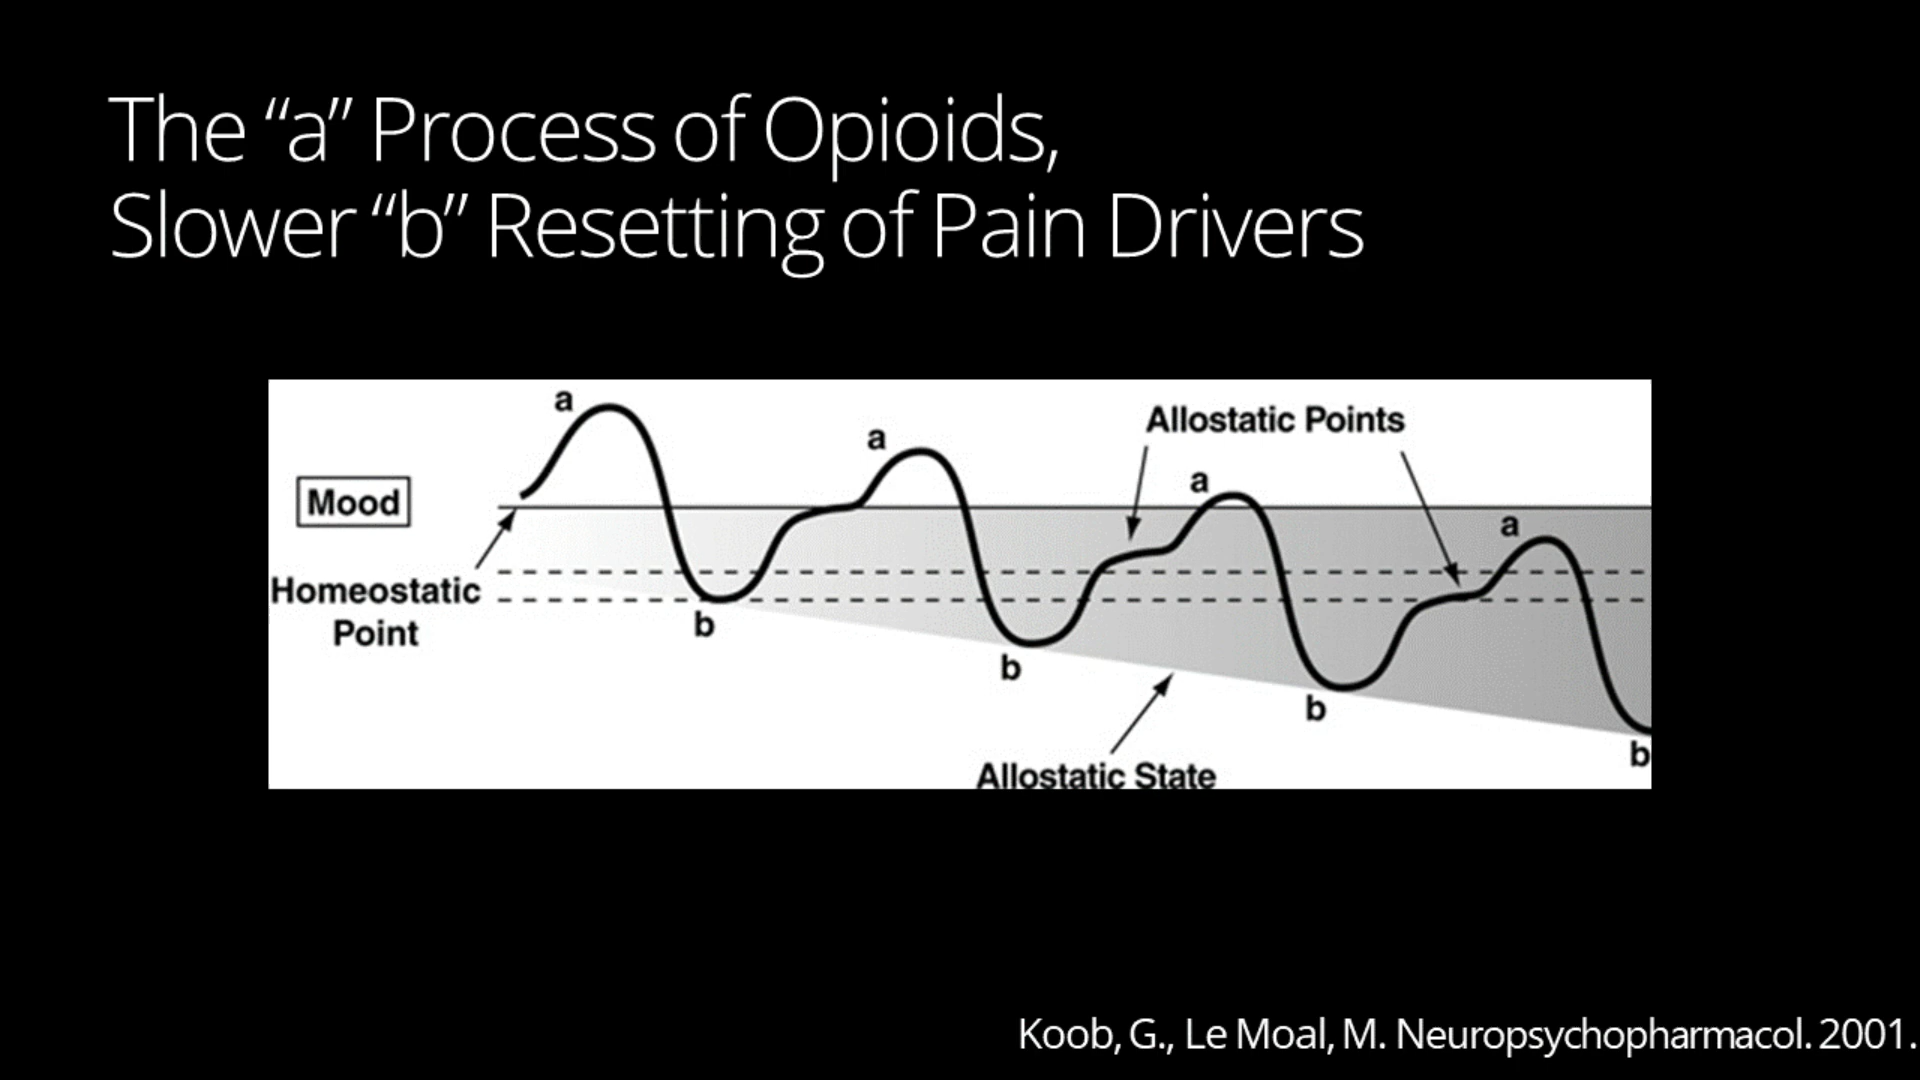 The “a” Process of Opioids,
Slower “b” Resetting of Pain Drivers
a
a
Allostatic Points
a
Mood
a
Homeostatic
Point
b
b
b
b
Allostatic State
Koob, G., Le Moal, M. Neuropsychopharmacol. 2001.